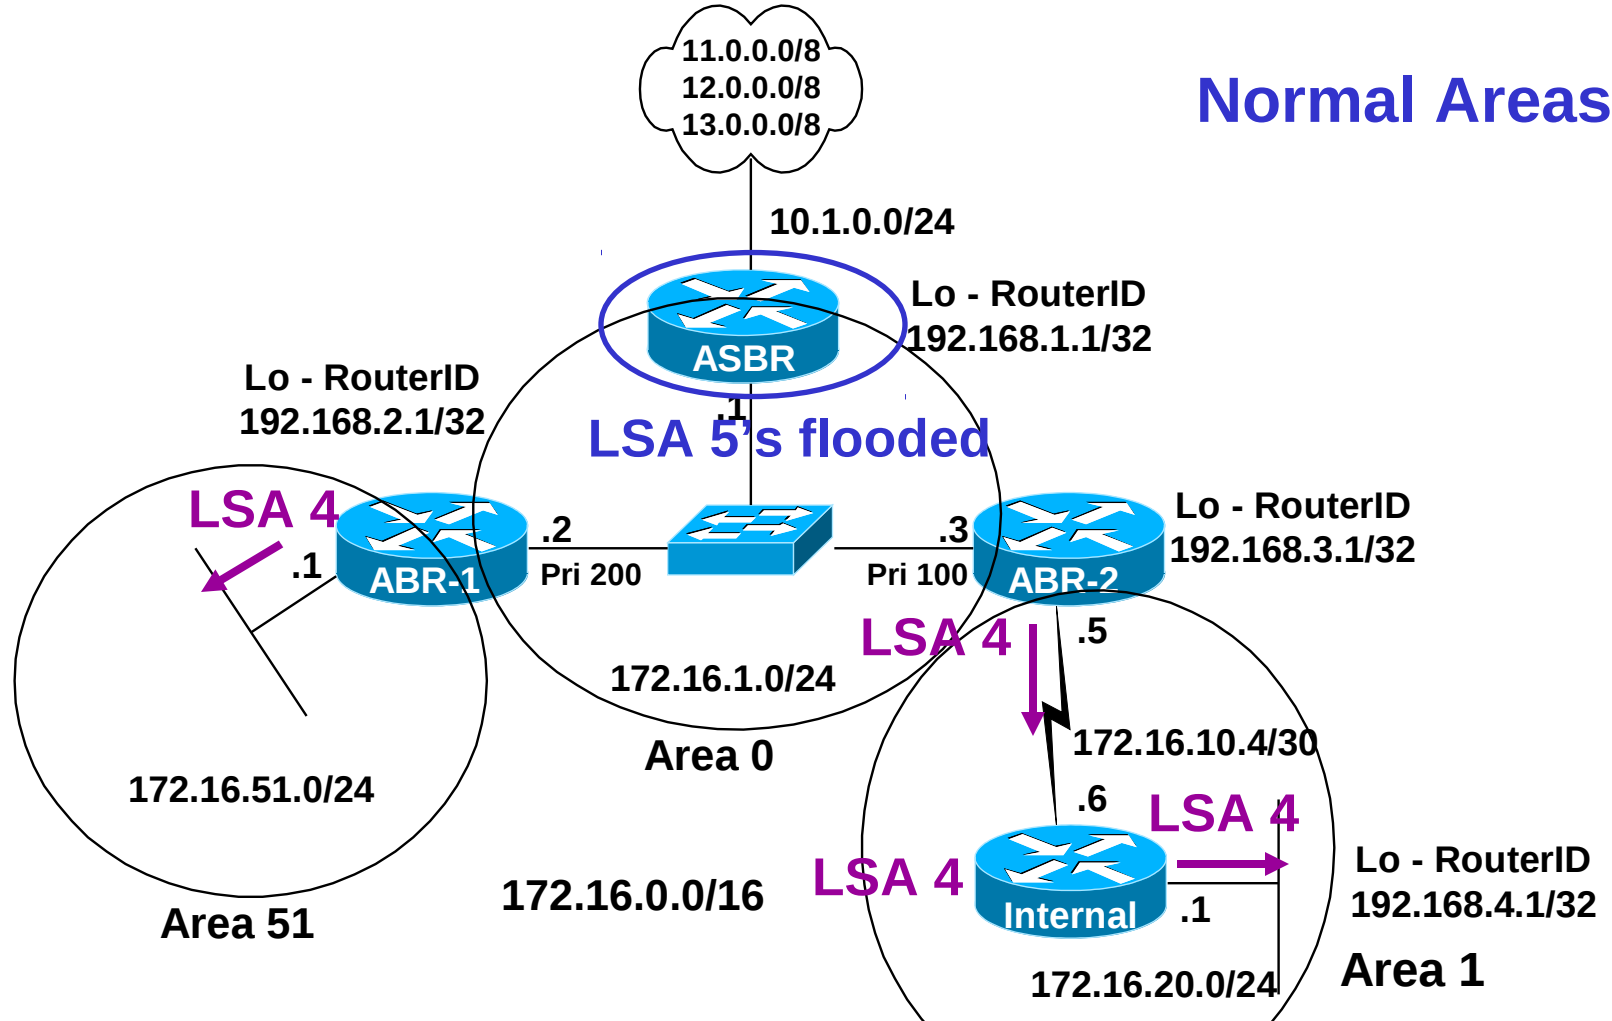 11.0.0.0/8
12.0.0.0/8
13.0.0.0/8
Normal Areas
10.1.0.0/24
Lo - RouterID
192.168.1.1/32
ASBR
Lo - RouterID
192.168.2.1/32
.1
LSA 5’s flooded
LSA 4
.1
ABR-1
.2
Pri 200
.3
Pri 100
ABR-2
Lo - RouterID
192.168.3.1/32
LSA 4
.5
172.16.1.0/24
Area 0
172.16.10.4/30
172.16.51.0/24
.6
LSA 4
LSA 4
Internal
.1
Lo - RouterID
192.168.4.1/32
172.16.0.0/16
Area 51
172.16.20.0/24
Area 1